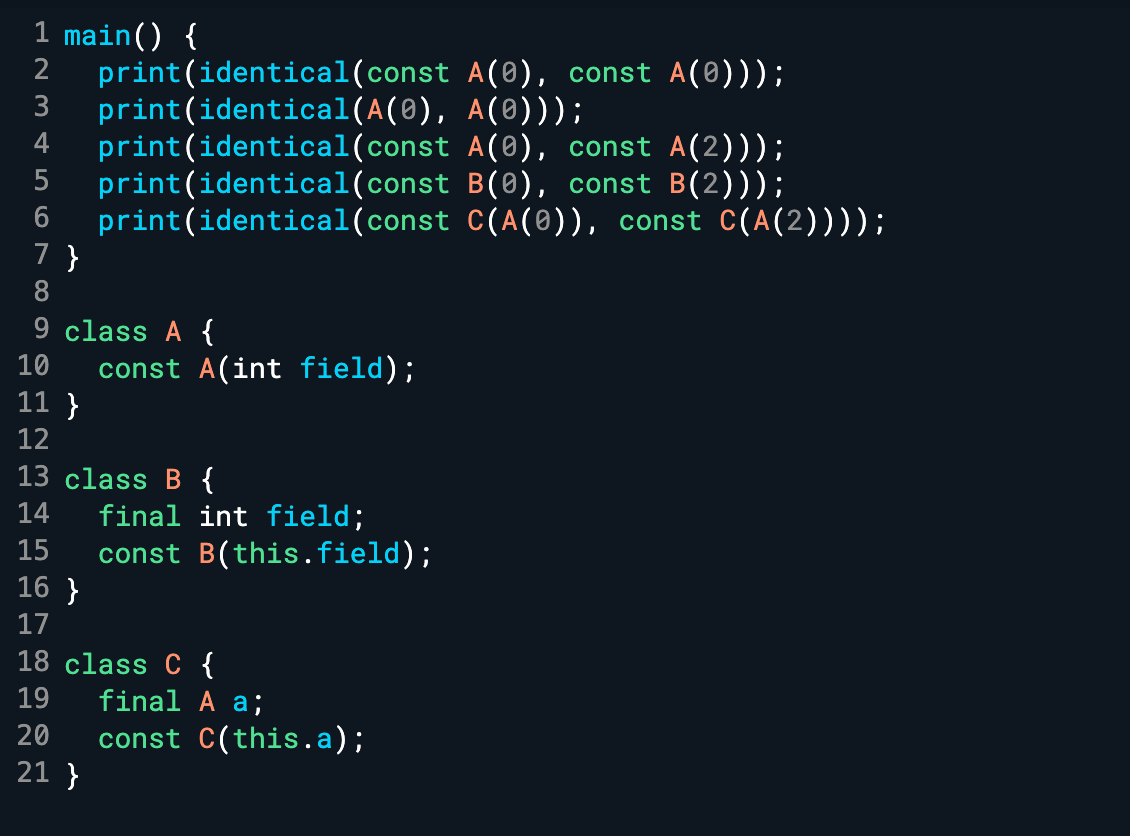 1 main() {
2   print(identical(const A(0), const A(0)));
3   print(identical(A(0), A(0)));
4   print(identical(const A(0), const A(2)));
5   print(identical(const B(0), const B(2)));
6   print(identical(const C(A(0)), const C(A(2))));
7 }
8
9 class A {
10   const A(int field);
11 }
12
13 class B {
14   final int field;
15   const B(this.field);
16 }
17
18 class C {
19   final A a;
20   const C(this.a);
21 }